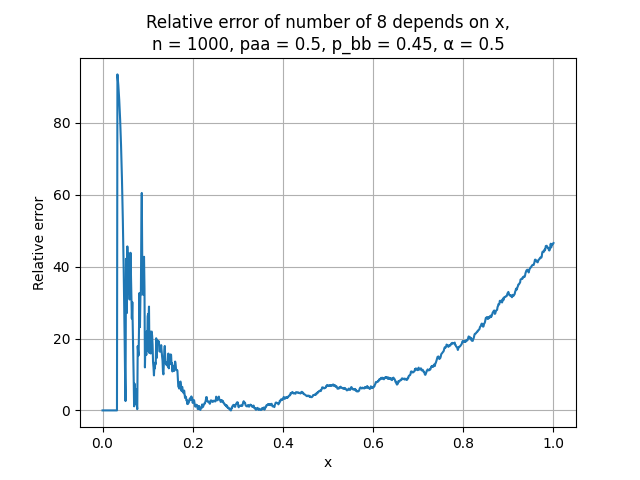 Relative error of number of 8 depends on x,
n = 1000, paa = 0.5, p_bb = 0.45, α = 0.5
Relative error
80
60
40
20
0
0.0 0.2 0.4 0.6 0.8 1.0
x